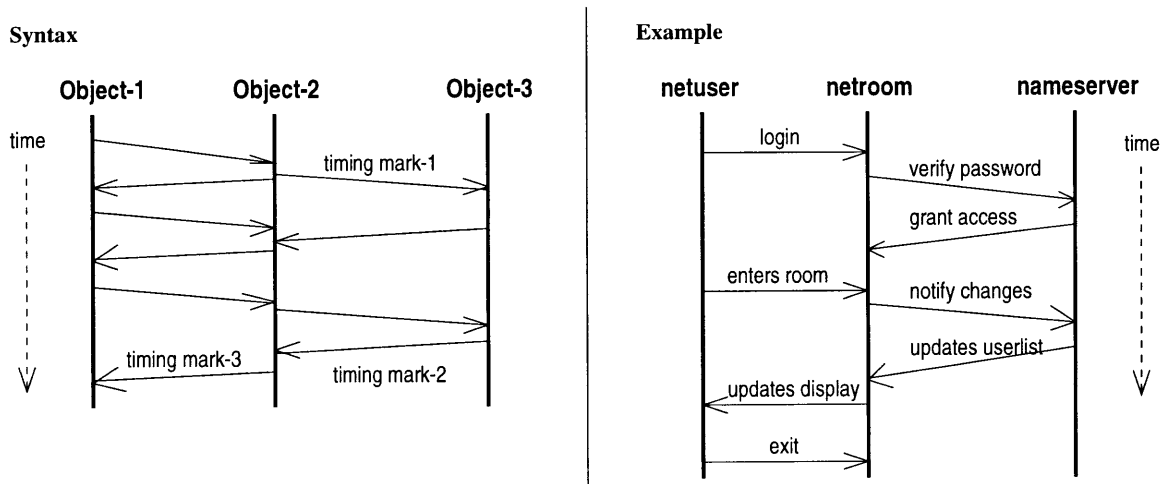 Syntax
Object-1 Object-2 Object-3
time
timing mark-1
timing mark-3
timing mark-2
Example
netuser netroom nameserver
login
time
verify password
grant access
enters room
notify changes
updates userlist
updates display
exit